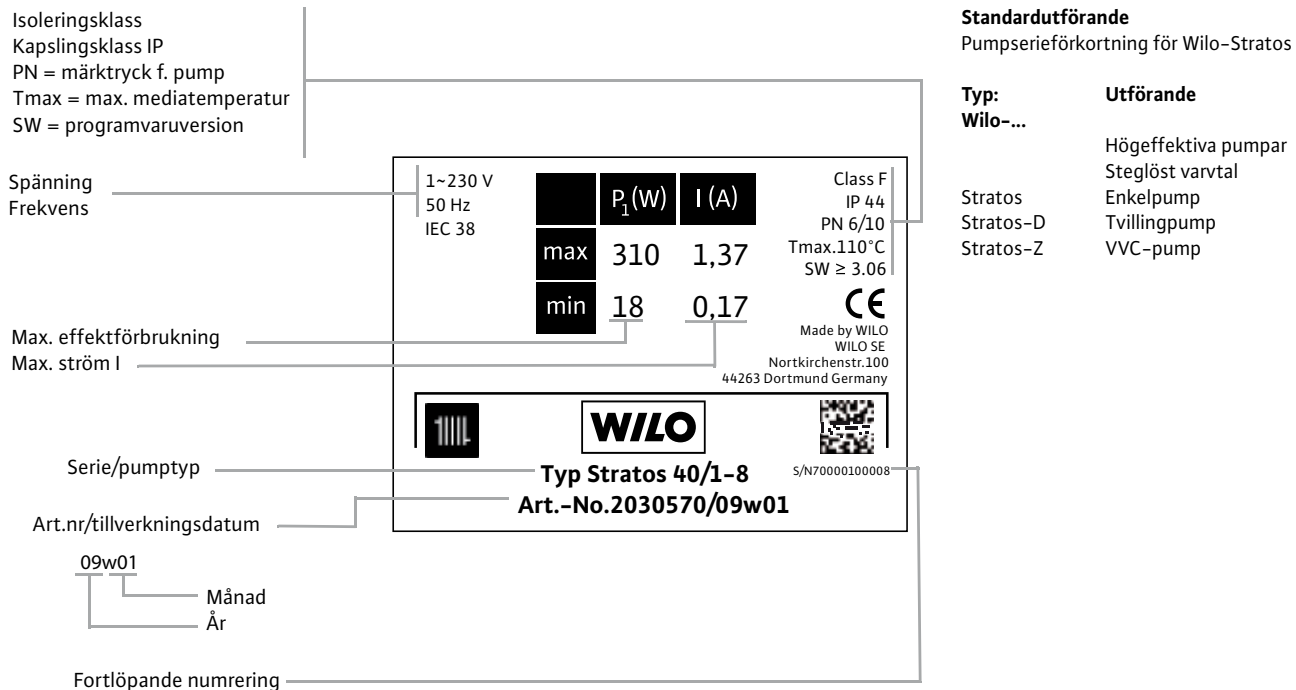 Isoleringsklass
Kapslingsklass IP
PN = märktryck f. pump
Tmax = max. mediatemperatur
SW = programvaruversion
Spänning
Frekvens
1~230 V
50 Hz
IEC 38
P1(W) I (A)
max 310 1,37
min 18 0,17
Class F
IP 44
PN 6/10
Tmax.110°C
SW ≥ 3.06
CE
Made by WILO
WILO SE
Nortkirchenstr.100
44263 Dortmund Germany
Max. effektförbrukning
Max. ström I
WILO
Serie/pumptyp
Typ Stratos 40/1-8
S/N70000100008
Art.-No.2030570/09w01
Art.nr/tillverkningsdatum
09w01
Månad
År
Fortlöpande numrering
Standardutförande
Pumpserieförkortning för Wilo-Stratos
Typ: Utförande
Wilo-...
Högeffektiva pumpar
Steglöst varvtal
Stratos Enkelpump
Stratos-D Tvillingpump
Stratos-Z VVC-pump